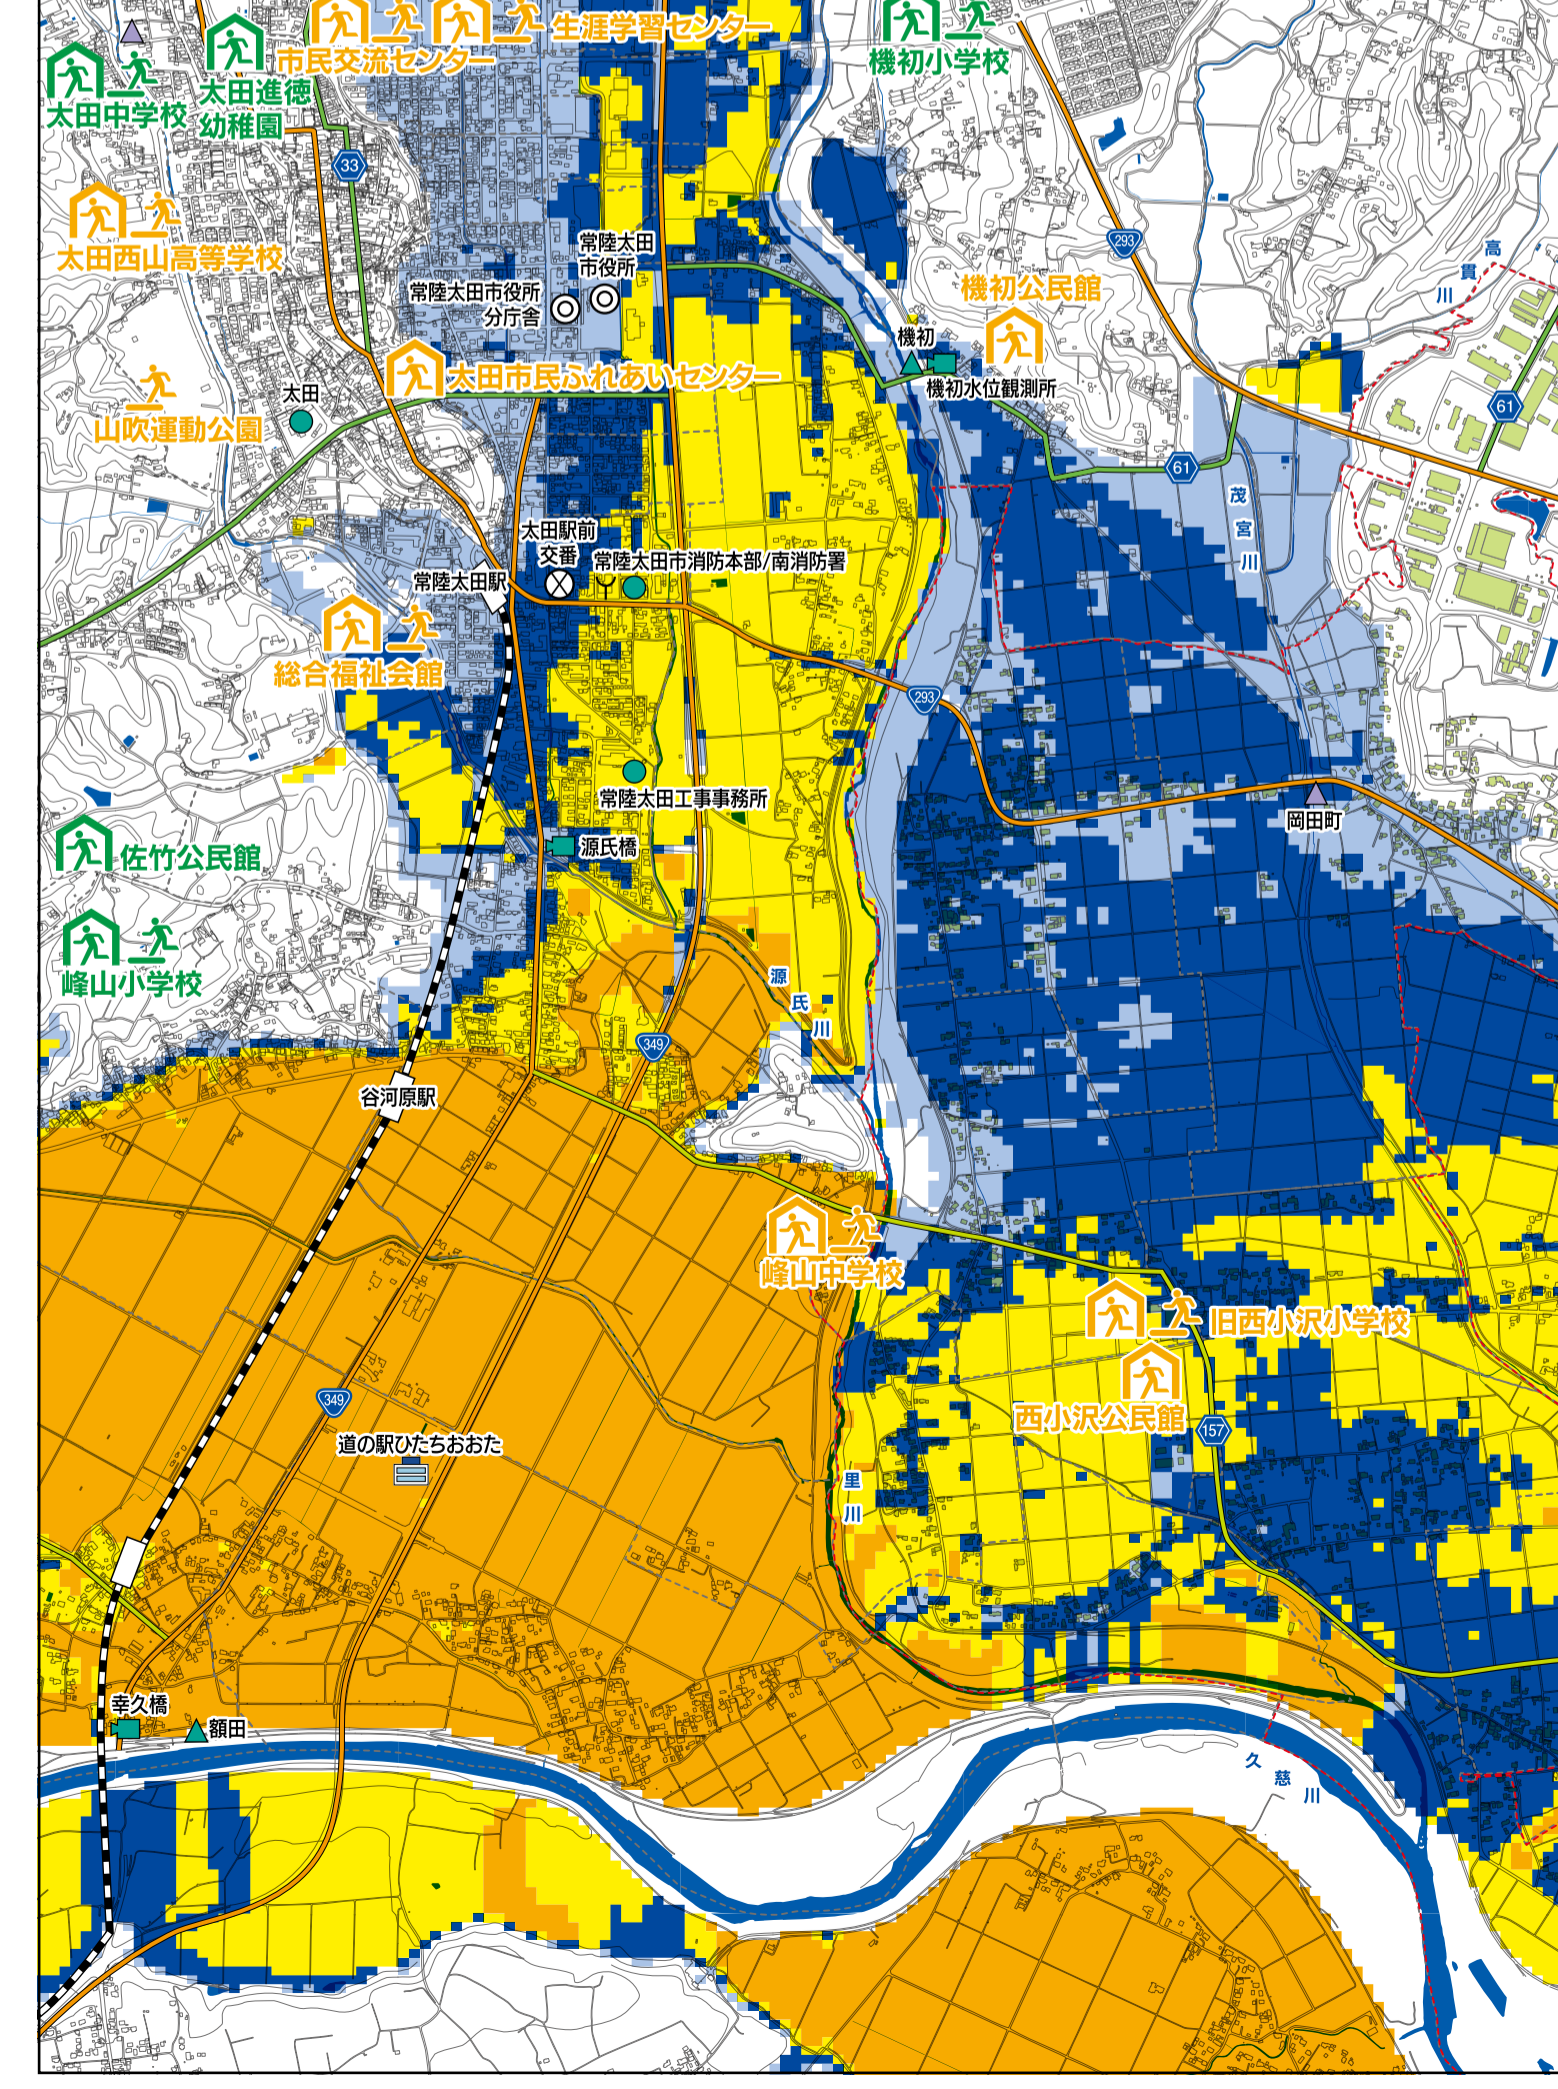 生涯学習センター
市民交流センター
機初小学校
太田中学校
太田進徳
幼稚園
33
太田西山高等学校
常陸太田
市役所
常陸太田市役所
分庁舎
293
高
貫
川
機初公民館
機初
機初水位観測所
太田市民ふれあいセンター
太田
山吹運動公園
61
61
茂
宮
川
太田駅前
交番
常陸太田市消防本部/南消防署
常陸太田駅
総合福祉会館
293
常陸太田工事事務所
岡田町
源氏橋
佐竹公民館
峰山小学校
源
氏
川
349
谷河原駅
峰山中学校
旧西小沢小学校
西小沢公民館
349
157
道の駅ひたちおおた
里
川
幸久橋
額田
久
慈
川